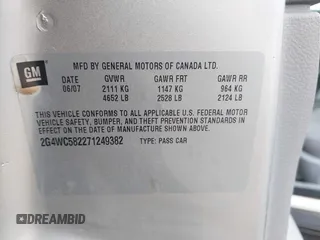 GM
MFD BY GENERAL MOTORS OF CANADA LTD.
DATE GVWR GAWR FRT GAWR RR
06/07 2111 KG 1147 KG 964 KG
4652 LB 2528 LB 2124 LB
THIS VEHICLE CONFORMS TO ALL APPLICABLE U.S. FEDERAL MOTOR
VEHICLE SAFETY, BUMPER, AND THEFT PREVENTION STANDARDS
IN EFFECT ON THE DATE OF MANUFACTURE SHOWN ABOVE.
2G4WC582271249382 TYPE: PASS CAR
DREAMBID